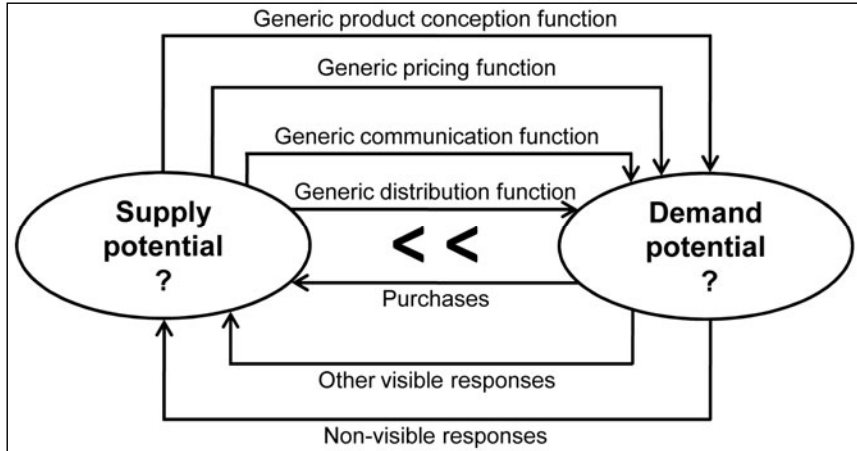 Generic product conception function
Generic pricing function
Generic communication function
Generic distribution function
Supply
potential
?
< <
Demand
potential
?
Purchases
Other visible responses
Non-visible responses